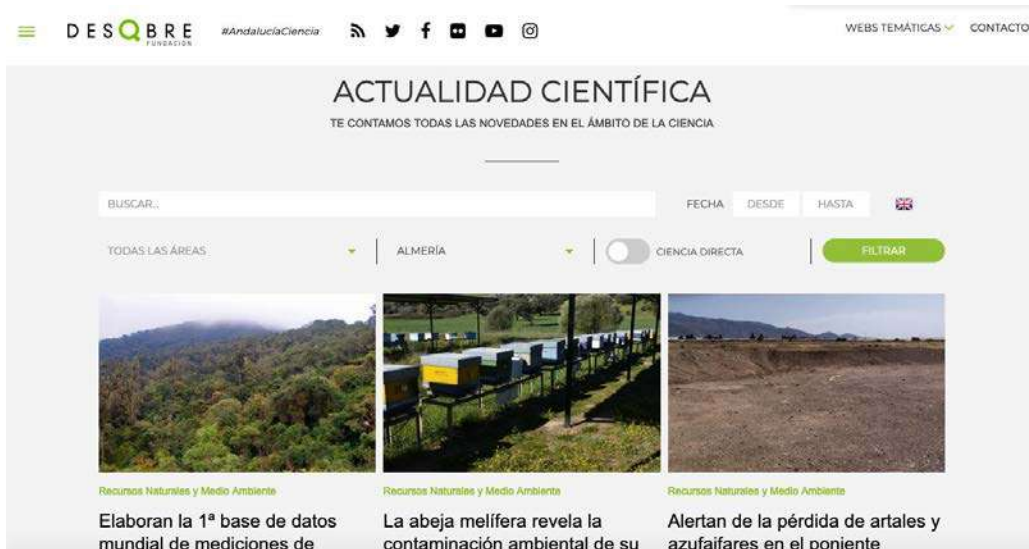 DESQBRE
FUNDACIÓN
#AndalucíaCiencia
WEBS TEMÁTICAS
CONTACTO
ACTUALIDAD CIENTÍFICA
TE CONTAMOS TODAS LAS NOVEDADES EN EL ÁMBITO DE LA CIENCIA
BUSCAR...
FECHA
DESDE
HASTA
TODAS LAS ÁREAS
ALMERÍA
CIENCIA DIRECTA
FILTRAR
Recursos Naturales y Medio Ambiente
Elaboran la 1ª base de datos
mundial de mediciones de
Recursos Naturales y Medio Ambiente
La abeja melífera revela la
contaminación ambiental de su
Recursos Naturales y Medio Ambiente
Alertan de la pérdida de artales y
azufaifares en el poniente